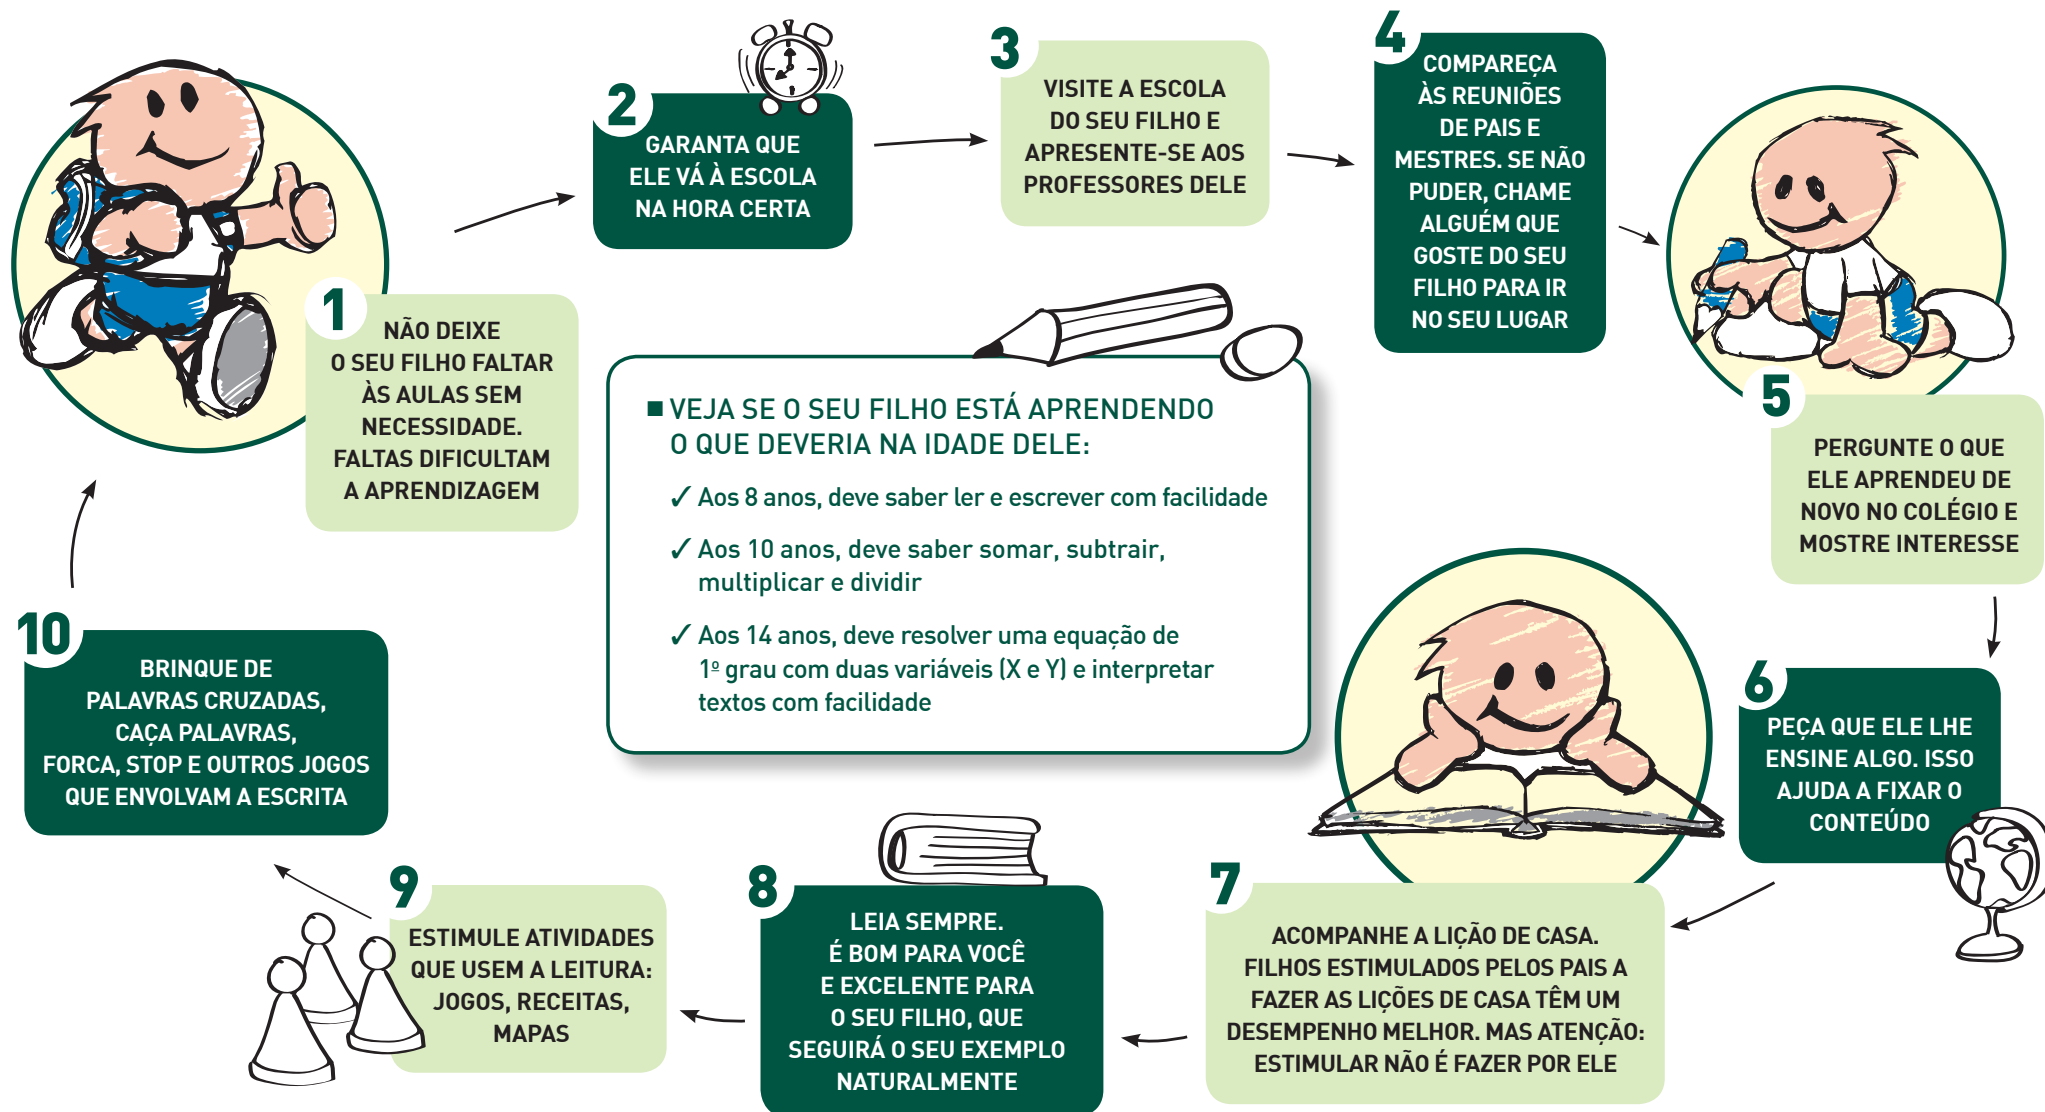 1
NÃO DEIXE
O SEU FILHO FALTAR
ÀS AULAS SEM
NECESSIDADE.
FALTAS DIFICULTAM
A APRENDIZAGEM
2
GARANTA QUE
ELE VÁ À ESCOLA
NA HORA CERTA
3
VISITE A ESCOLA
DO SEU FILHO E
APRESENTE-SE AOS
PROFESSORES DELE
4
COMPAREÇA
ÀS REUNIÕES
DE PAIS E
MESTRES. SE NÃO
PUDER, CHAME
ALGUÉM QUE
GOSTE DO SEU
FILHO PARA IR
NO SEU LUGAR
5
PERGUNTE O QUE
ELE APRENDEU DE
NOVO NO COLÉGIO E
MOSTRE INTERESSE
6
PEÇA QUE ELE LHE
ENSINE ALGO. ISSO
AJUDA A FIXAR O
CONTEÚDO
7
ACOMPANHE A LIÇÃO DE CASA.
FILHOS ESTIMULADOS PELOS PAIS A
FAZER AS LIÇÕES DE CASA TÊM UM
DESEMPENHO MELHOR. MAS ATENÇÃO:
ESTIMULAR NÃO É FAZER POR ELE
8
LEIA SEMPRE.
É BOM PARA VOCÊ
E EXCELENTE PARA
O SEU FILHO, QUE
SEGUIRÁ O SEU EXEMPLO
NATURALMENTE
9
ESTIMULE ATIVIDADES
QUE USEM A LEITURA:
JOGOS, RECEITAS,
MAPAS
10
BRINQUE DE
PALAVRAS CRUZADAS,
CAÇA PALAVRAS,
FORCA, STOP E OUTROS JOGOS
QUE ENVOLVAM A ESCRITA
■ VEJA SE O SEU FILHO ESTÁ APRENDENDO
O QUE DEVERIA NA IDADE DELE:
✓ Aos 8 anos, deve saber ler e escrever com facilidade
✓ Aos 10 anos, deve saber somar, subtrair,
multiplicar e dividir
✓ Aos 14 anos, deve resolver uma equação de
1º grau com duas variáveis (X e Y) e interpretar
textos com facilidade